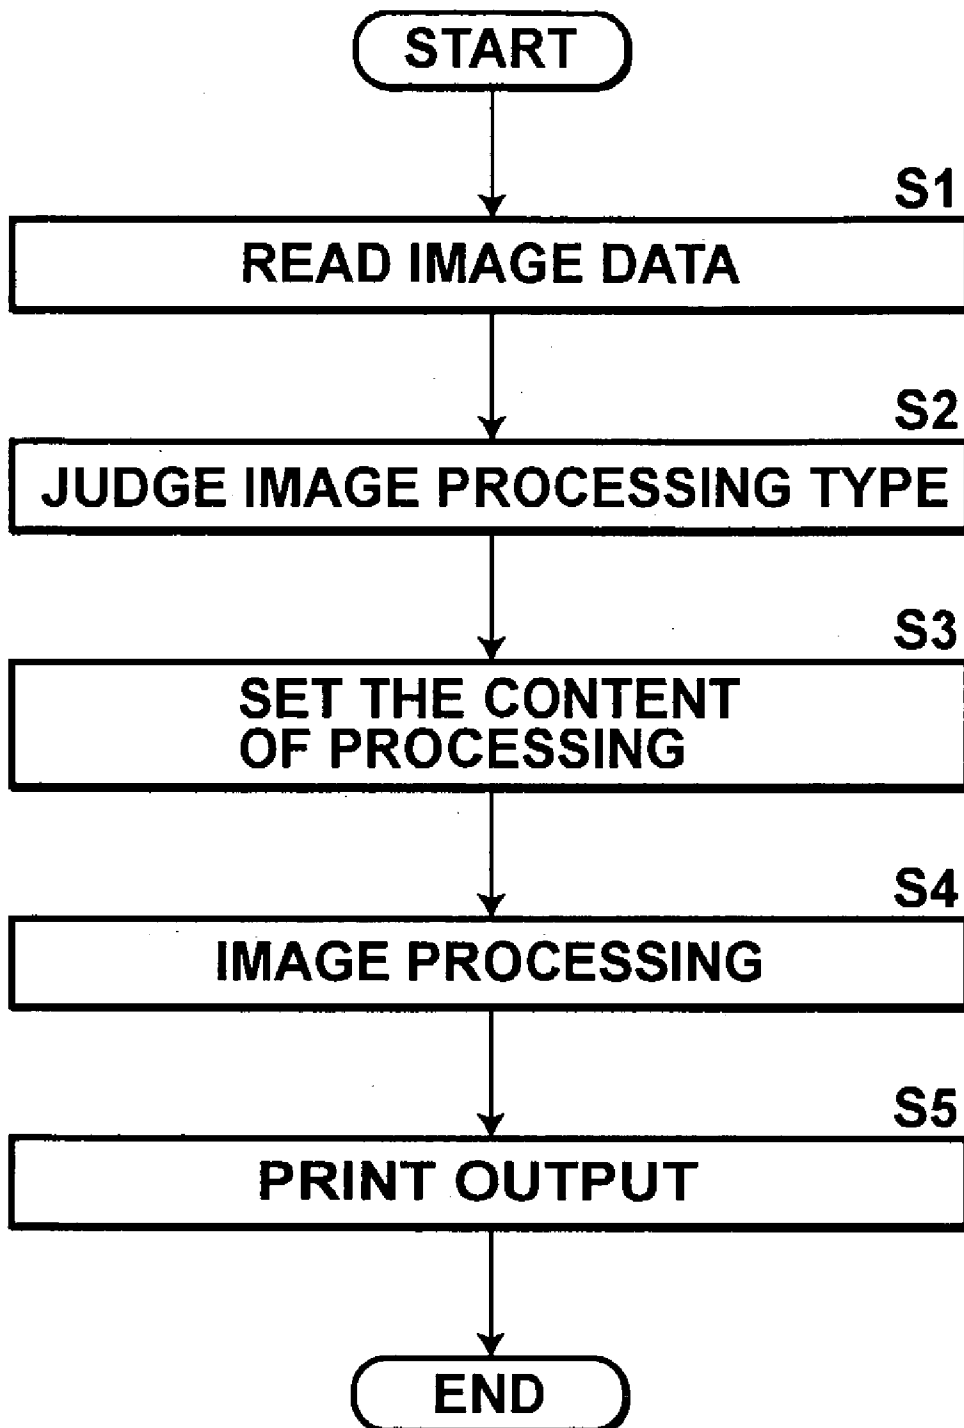 START
S1
READ IMAGE DATA
S2
JUDGE IMAGE PROCESSING TYPE
S3
SET THE CONTENT
OF PROCESSING
S4
IMAGE PROCESSING
S5
PRINT OUTPUT
END